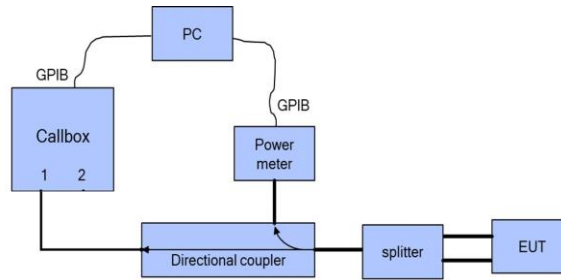 PC
GPIB
GPIB
Callbox
1 2
Power
meter
Directional coupler
splitter
EUT